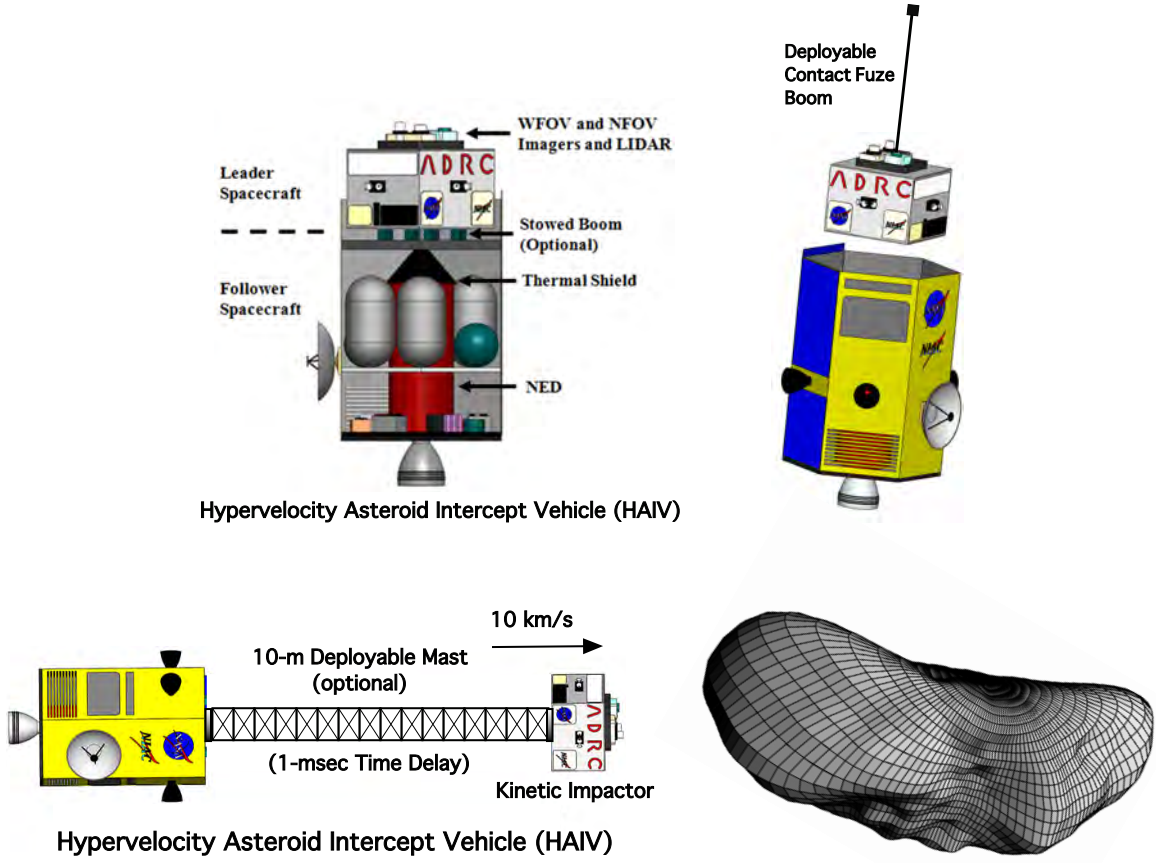 Deployable
Contact Fuze
Boom
WFOV and NFOV
Imagers and LIDAR
ADRC
Leader
Spacecraft
Stowed Boom
(Optional)
Thermal Shield
Follower
Spacecraft
NED
ADRC
Hypervelocity Asteroid Intercept Vehicle (HAIV)
10 km/s
10-m Deployable Mast
(optional)
(1-msec Time Delay)
ADRC
Kinetic Impactor
Hypervelocity Asteroid Intercept Vehicle (HAIV)